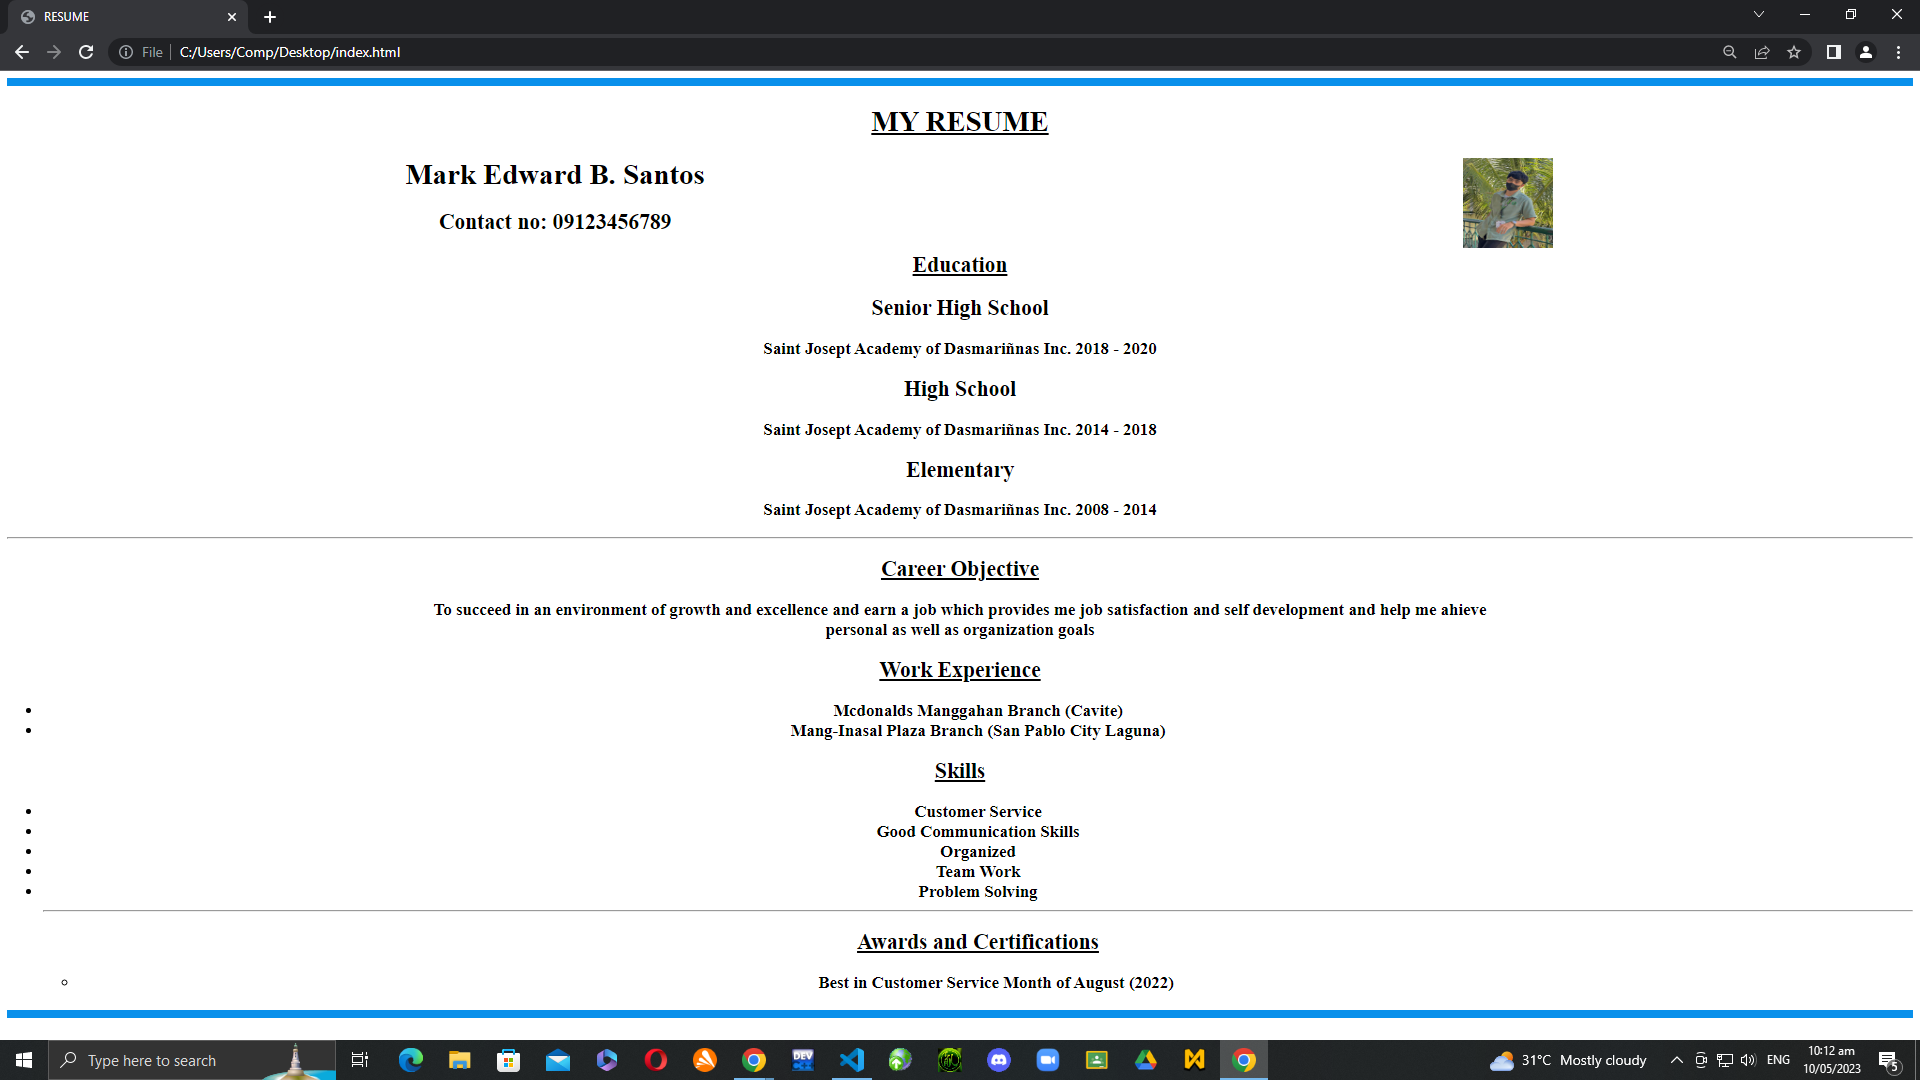 RESUME
File
C:/Users/Comp/Desktop/index.html
MY RESUME
Mark Edward B. Santos
Contact no: 09123456789
Education
Senior High School
Saint Josept Academy of Dasmariñnas Inc. 2018 - 2020
High School
Saint Josept Academy of Dasmariñnas Inc. 2014 - 2018
Elementary
Saint Josept Academy of Dasmariñnas Inc. 2008 - 2014
Career Objective
To succeed in an environment of growth and excellence and earn a job which provides me job satisfaction and self development and help me ahieve
personal as well as organization goals
Work Experience
Mcdonalds Manggahan Branch (Cavite)
Mang-Inasal Plaza Branch (San Pablo City Laguna)
Skills
Customer Service
Good Communication Skills
Organized
Team Work
Problem Solving
Awards and Certifications
Best in Customer Service Month of August (2022)
Type here to search
DEV
31°C Mostly cloudy
ENG
10:12 am
10/05/2023
5